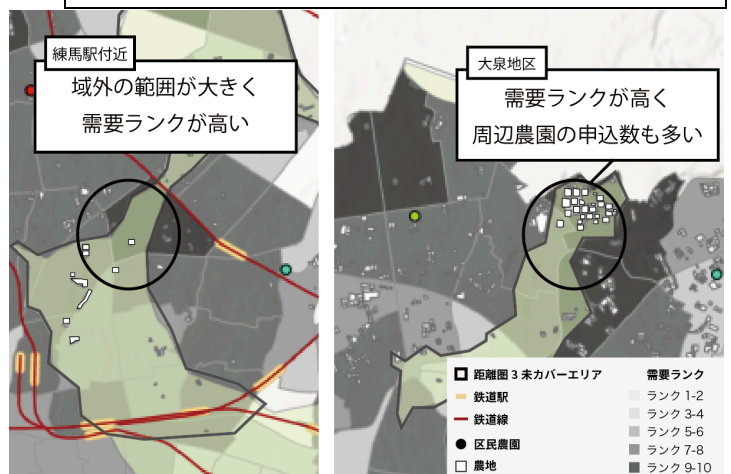 練馬駅付近
域外の範囲が大きく
需要ランクが高い
大泉地区
需要ランクが高く
周辺農園の申込数も多い
距離圏3未カバーエリア
鉄道駅
鉄道線
区民農園
農地
需要ランク
ランク 1-2
ランク 3-4
ランク 5-6
ランク 7-8
ランク 9-10